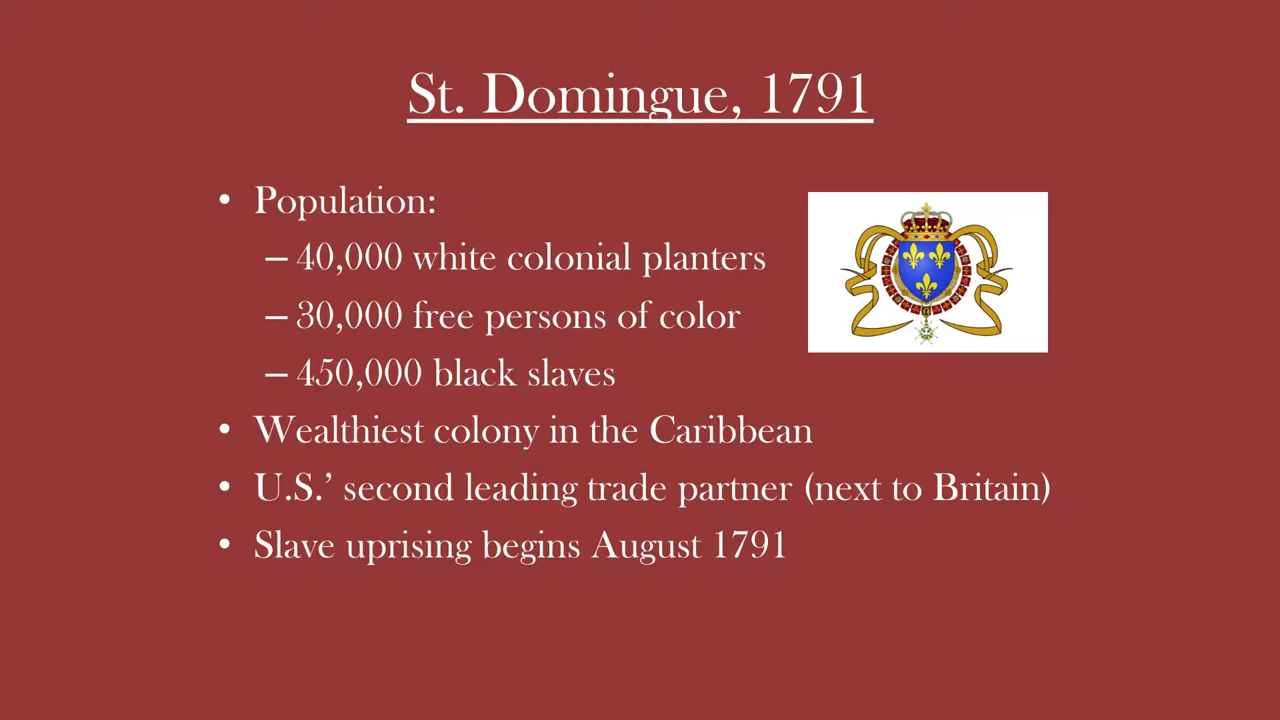 St. Domingue, 1791
• Population:
– 40,000 white colonial planters
– 30,000 free persons of color
– 450,000 black slaves
• Wealthiest colony in the Caribbean
• U.S.’ second leading trade partner (next to Britain)
• Slave uprising begins August 1791